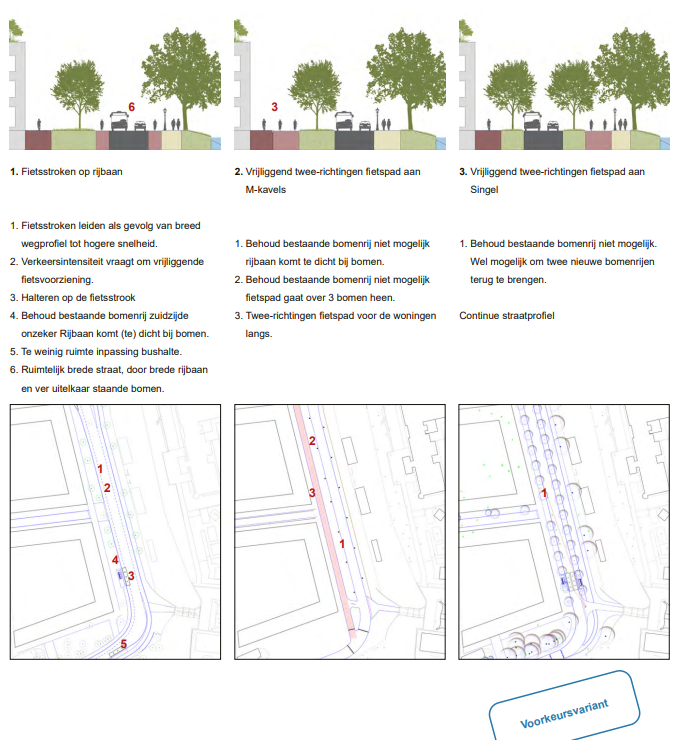 6
3
1. Fietsstroken op rijbaan
1. Fietsstroken leiden als gevolg van breed
wegprofiel tot hogere snelheid.
2. Verkeersintensiteit vraagt om vrijliggende
fietsvoorziening.
3. Halteren op de fietsstrook
4. Behoud bestaande bomenrij zuidzijde
onzeker Rijbaan komt (te) dicht bij bomen.
5. Te weinig ruimte inpassing bushalte.
6. Ruimtelijk brede straat, door brede rijbaan
en ver uitelkaar staande bomen.
2. Vrijliggend twee-richtingen fietspad aan
M-kavels
1. Behoud bestaande bomenrij niet mogelijk
rijbaan komt te dicht bij bomen.
2. Behoud bestaande bomenrij niet mogelijk
fietspad gaat over 3 bomen heen.
3. Twee-richtingen fietspad voor de woningen
langs.
3. Vrijliggend twee-richtingen fietspad aan
Singel
1. Behoud bestaande bomenrij niet mogelijk.
Wel mogelijk om twee nieuwe bomenrijen
terug te brengen.
Continue straatprofiel
1
2
4
3
5
2
3
1
1
Voorkeursvariant